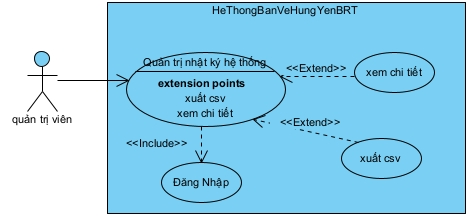 HeThongBanVeHungYenBRT
Quản trị nhật ký hệ thống
extension points
xuất csv
xem chi tiết
<<Extend>>
xem chi tiết
<<Extend>>
xuất csv
quản trị viên
<<Include>>
Đăng Nhập